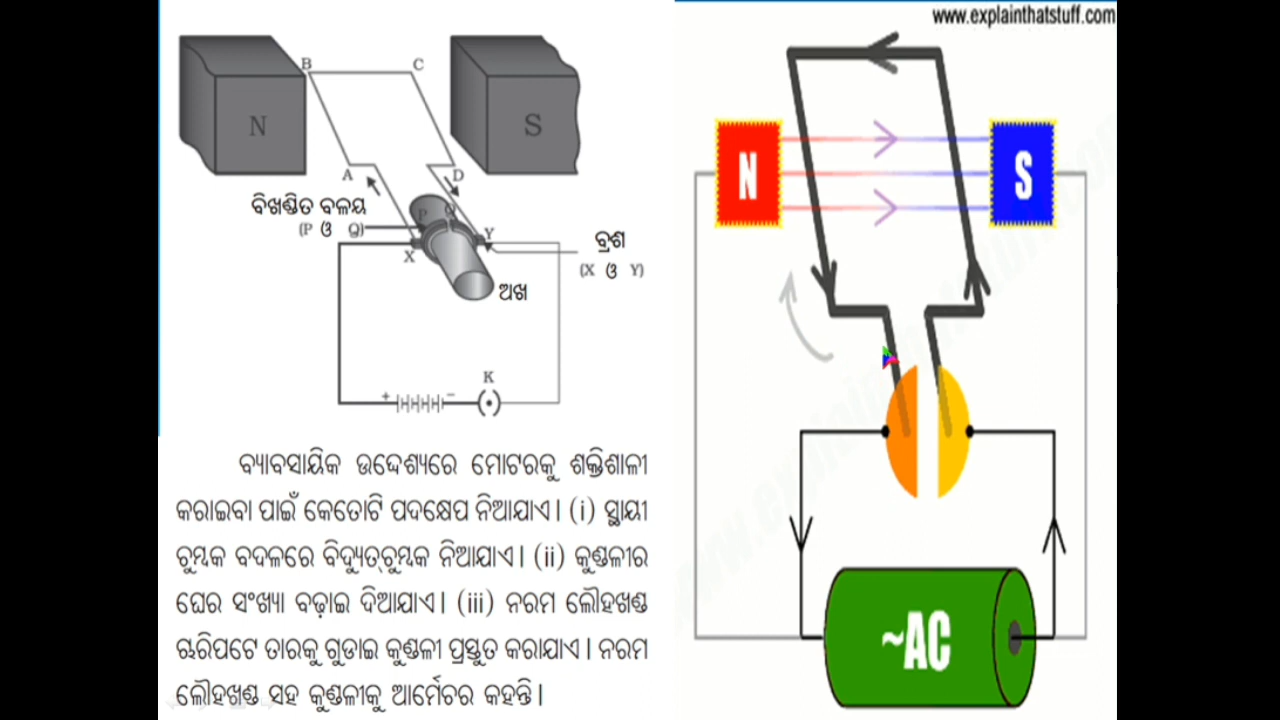 B
C
N
S
A
D
ବିଖଣ୍ଡିତ ବଳୟ
(P ଓ Q)
P
Q
X
Y
ବ୍ରଶ
(X ଓ Y)
ଅଖ
K
+
−
ବ୍ୟାବସାୟିକ ଉଦ୍ଦେଶ୍ୟରେ ମୋଟରକୁ ଶକ୍ତିଶାଳୀ
କରାଇବା ପାଇଁ କେତୋଟି ପଦକ୍ଷେପ ନିଆଯାଏ। (i) ସ୍ଥାୟୀ
ଚୁମ୍ବକ ବଦଳରେ ବିଦ୍ୟୁତ୍‌ଚୁମ୍ବକ ନିଆଯାଏ। (ii) କୁଣ୍ଡଳୀର
ଘେର ସଂଖ୍ୟା ବଢ଼ାଇ ଦିଆଯାଏ। (iii) ନରମ ଲୌହଖଣ୍ଡ
ଋରିପଟେ ତାରକୁ ଗୁଡାଇ କୁଣ୍ଡଳୀ ପ୍ରସ୍ତୁତ କରାଯାଏ। ନରମ
ଲୌହଖଣ୍ଡ ସହ କୁଣ୍ଡଳୀକୁ ଆର୍ମେଚର କହନ୍ତି।
www.explainthatstuff.com
N
S
~AC